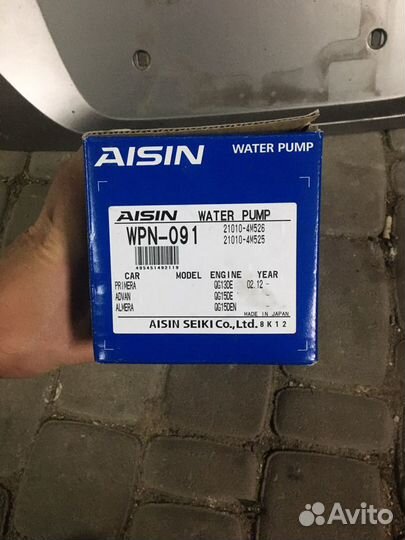 AISIN WATER PUMP
AISIN WATER PUMP
WPN-091 21010-4M526
21010-4M525
CAR MODEL ENGINE YEAR
PRIMERA QG13DE 02.12 -
ADVAN QG15DE -
ALMERA QG15DEN -
MADE IN JAPAN
AISIN SEIKI Co., Ltd. 8K12
Avito